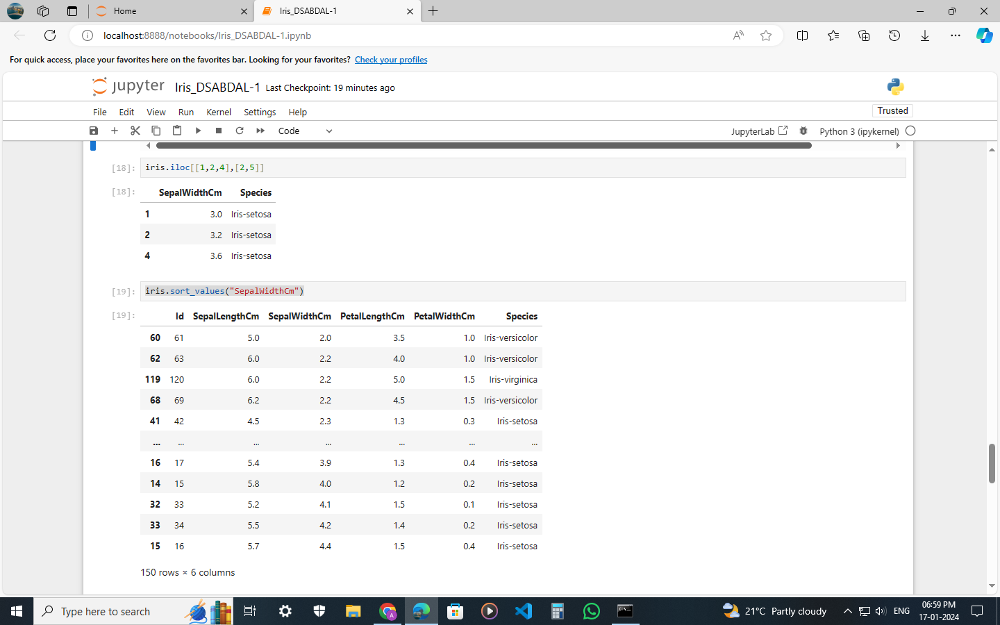 Home
Iris_DSABDAL-1
localhost:8888/notebooks/Iris_DSABDAL-1.ipynb
For quick access, place your favorites here on the favorites bar. Looking for your favorites? Check your profiles
jupyter Iris_DSABDAL-1 Last Checkpoint: 19 minutes ago
File Edit View Run Kernel Settings Help Trusted
Code JupyterLab Python 3 (ipykernel)
[18]: iris.iloc[[1,2,4],[2,5]]
[18]: SepalWidthCm Species
1 3.0 Iris-setosa
2 3.2 Iris-setosa
4 3.6 Iris-setosa
[19]: iris.sort_values("SepalWidthCm")
[19]: Id SepalLengthCm SepalWidthCm PetalLengthCm PetalWidthCm Species
60 61 5.0 2.0 3.5 1.0 Iris-versicolor
62 63 6.0 2.2 4.0 1.0 Iris-versicolor
119 120 6.0 2.2 5.0 1.5 Iris-virginica
68 69 6.2 2.2 4.5 1.5 Iris-versicolor
41 42 4.5 2.3 1.3 0.3 Iris-setosa
... ... ... ... ... ... ...
16 17 5.4 3.9 1.3 0.4 Iris-setosa
14 15 5.8 4.0 1.2 0.2 Iris-setosa
32 33 5.2 4.1 1.5 0.1 Iris-setosa
33 34 5.5 4.2 1.4 0.2 Iris-setosa
15 16 5.7 4.4 1.5 0.4 Iris-setosa
150 rows × 6 columns
Type here to search
21°C Partly cloudy
ENG
06:59 PM
17-01-2024